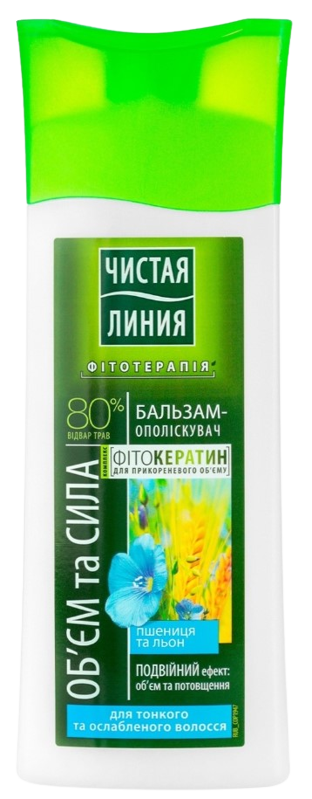 ЧИСТАЯ
ЛИНИЯ
ФІТОТЕРАПІЯ
80%
ВІДВАР ТРАВ
БАЛЬЗАМ-
ОПОЛІСКУВАЧ
КОМПЛЕКС
ФІТОКЕРАТИН
ДЛЯ ПРИКОРЕНЕВОГО ОБ'ЄМУ
ОБ'ЄМ та СИЛА
пшениця
та льон
ПОДВІЙНИЙ ефект:
об'єм та потовщення
для тонкого
та ослабленого волосся